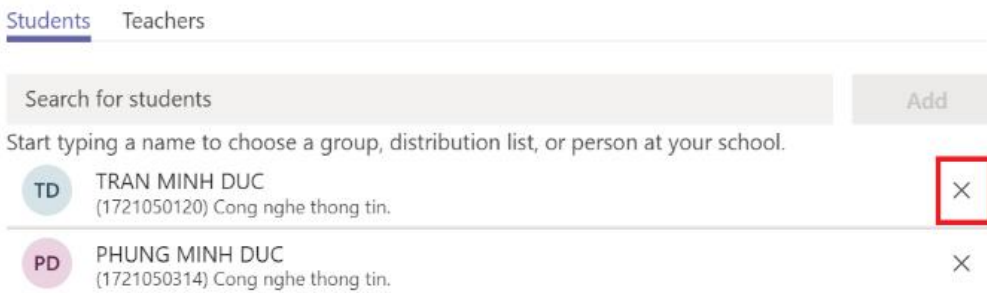 Students Teachers
Search for students Add
Start typing a name to choose a group, distribution list, or person at your school.
TD TRAN MINH DUC
(1721050120) Cong nghe thong tin.
PD PHUNG MINH DUC
(1721050314) Cong nghe thong tin.